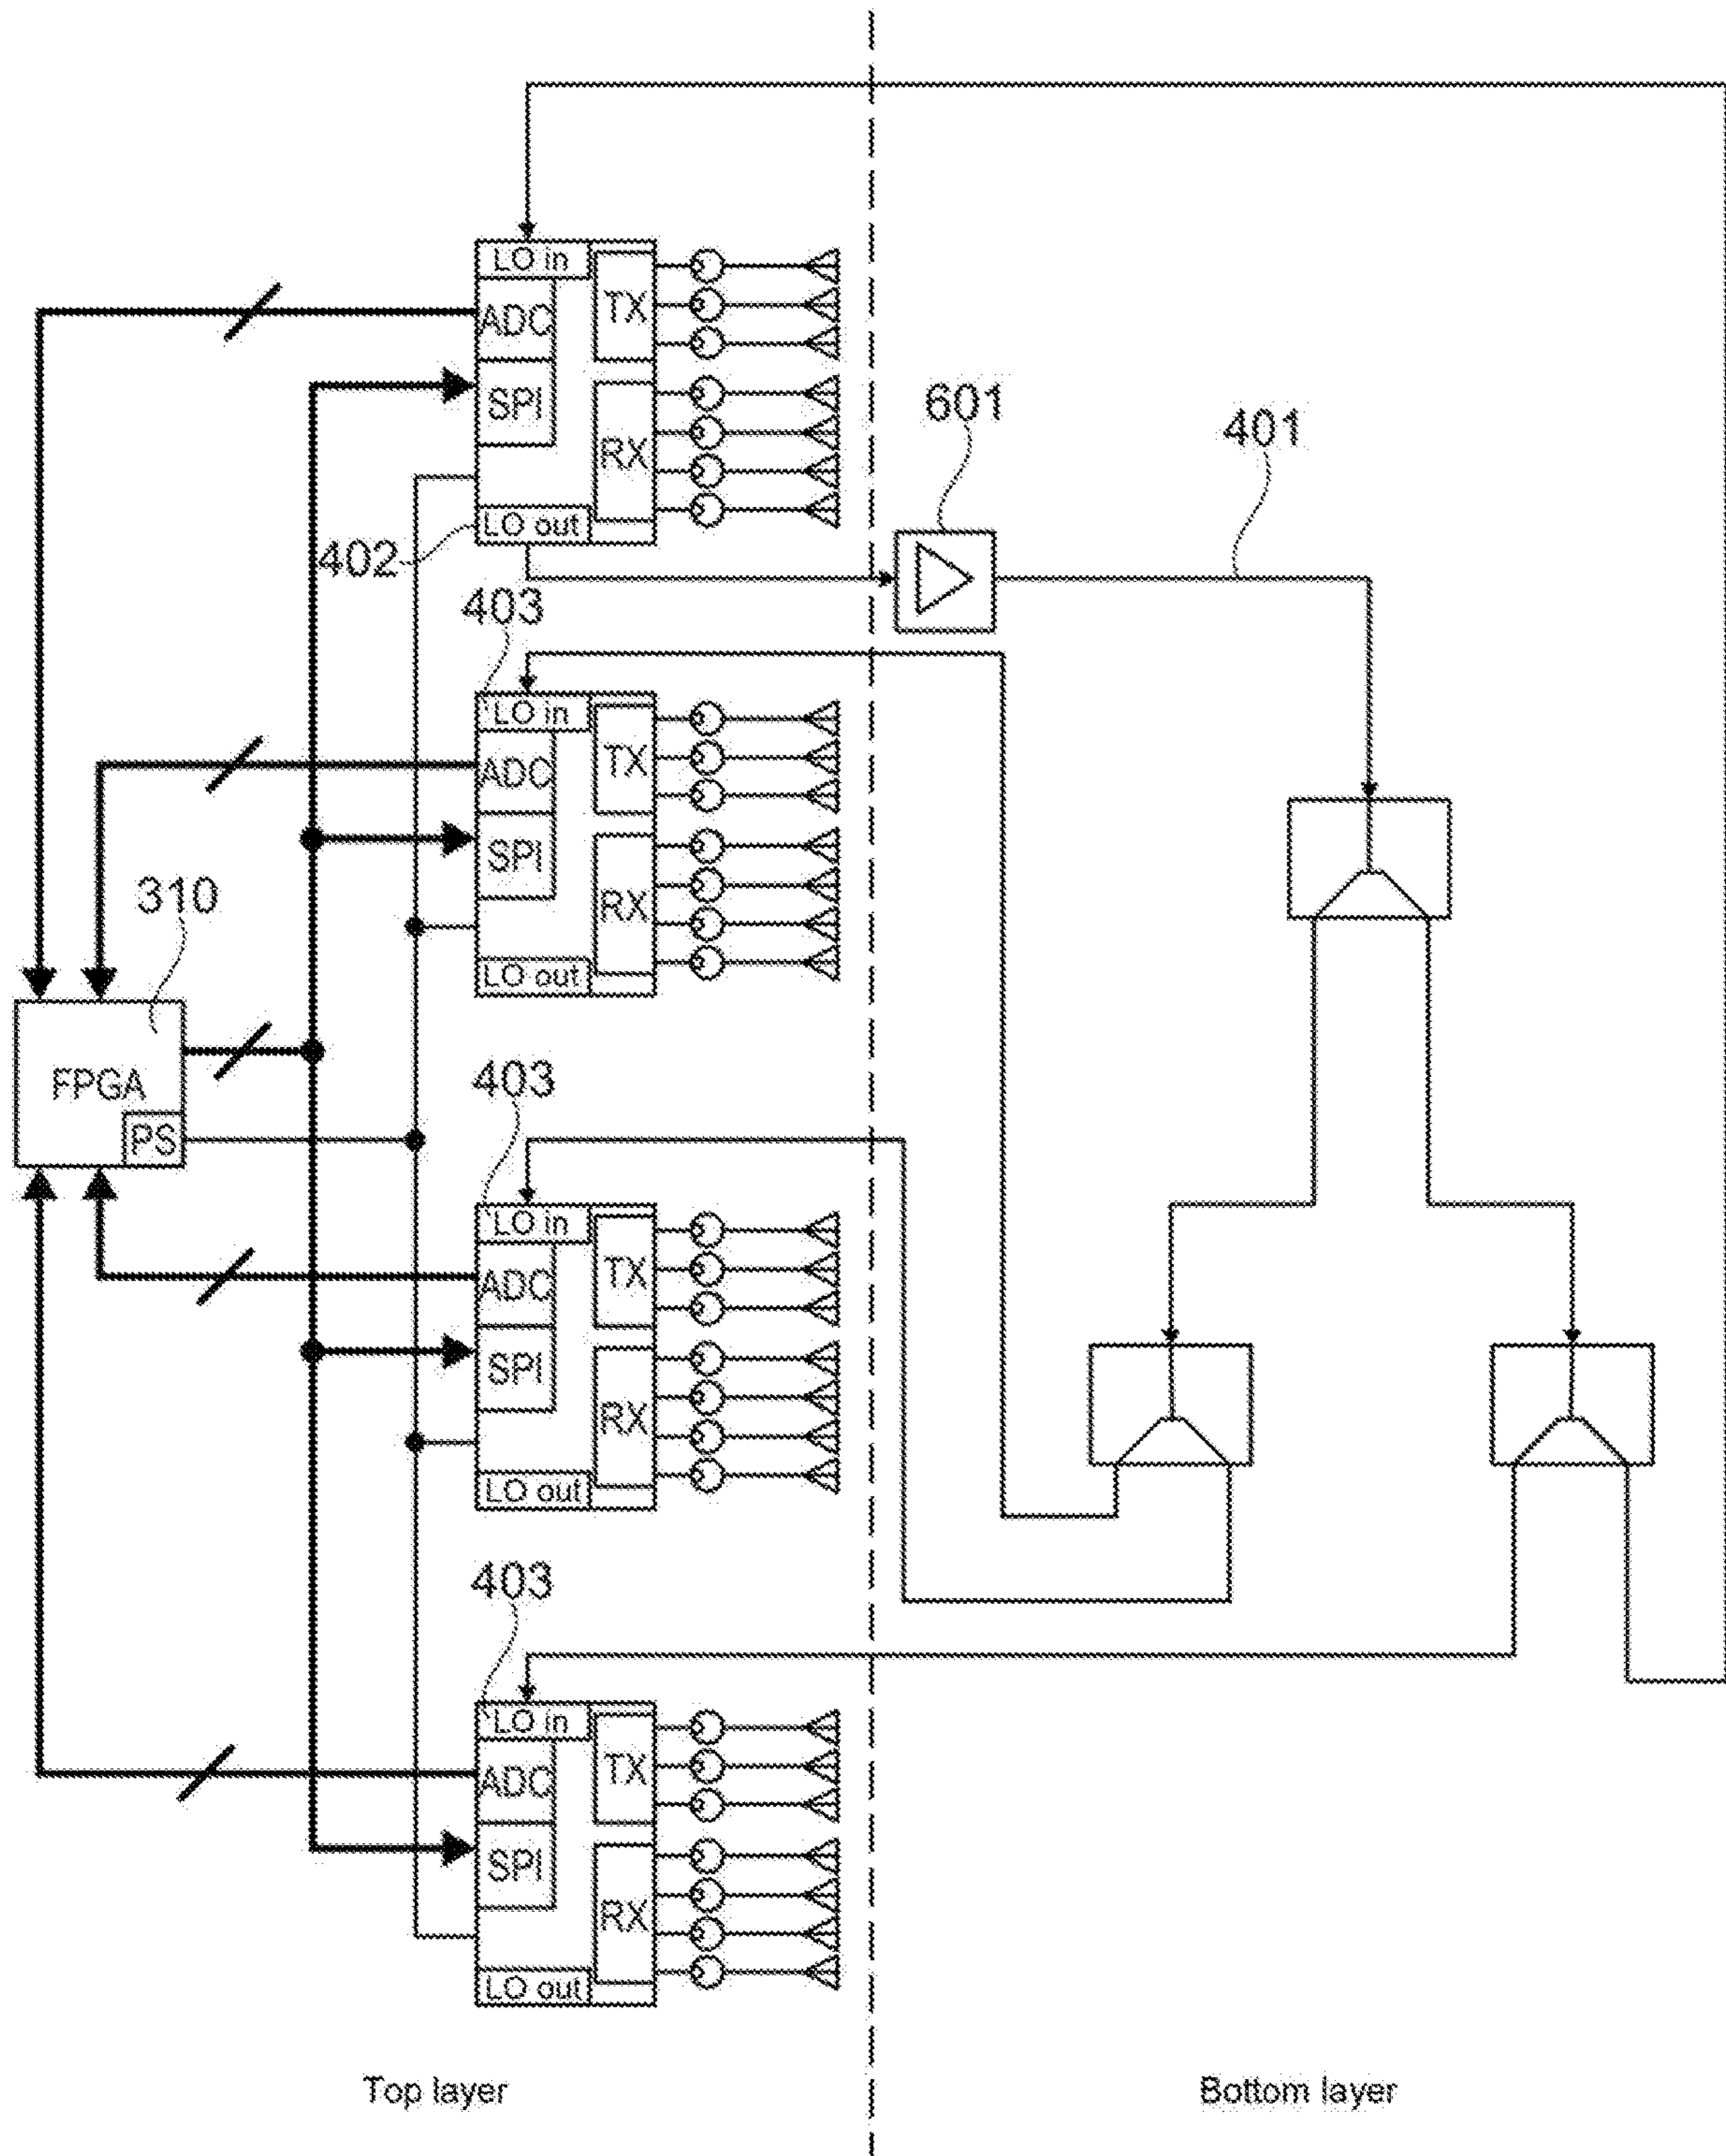 LO in
ADC
TX
SPI
RX
LO out
402
601
401
403
LO in
ADC
TX
SPI
RX
LO out
310
FPGA
PS
403
LO in
ADC
TX
SPI
RX
LO out
403
LO in
ADC
TX
SPI
RX
LO out
Top layer
Bottom layer